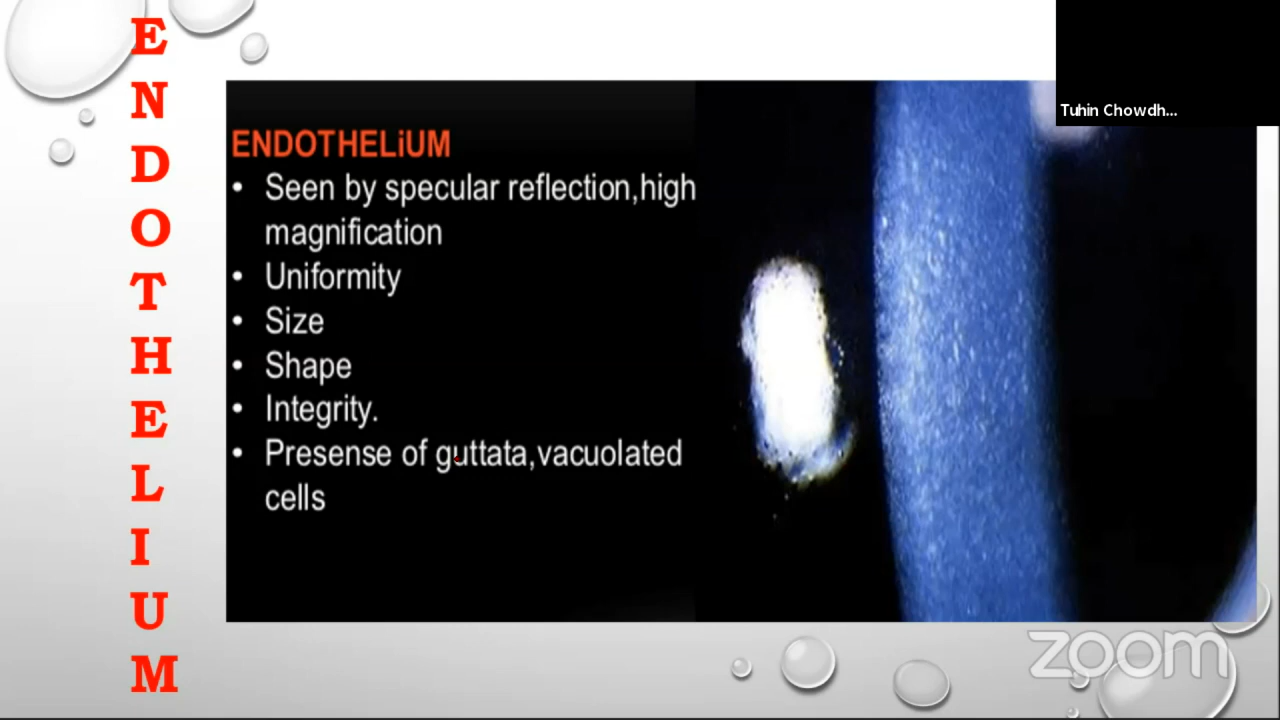 ENDOTHELIUM
ENDOTHELiUM
• Seen by specular reflection,high
magnification
• Uniformity
• Size
• Shape
• Integrity.
• Presense of guttata,vacuolated
cells
Tuhin Chowdh...
zoom